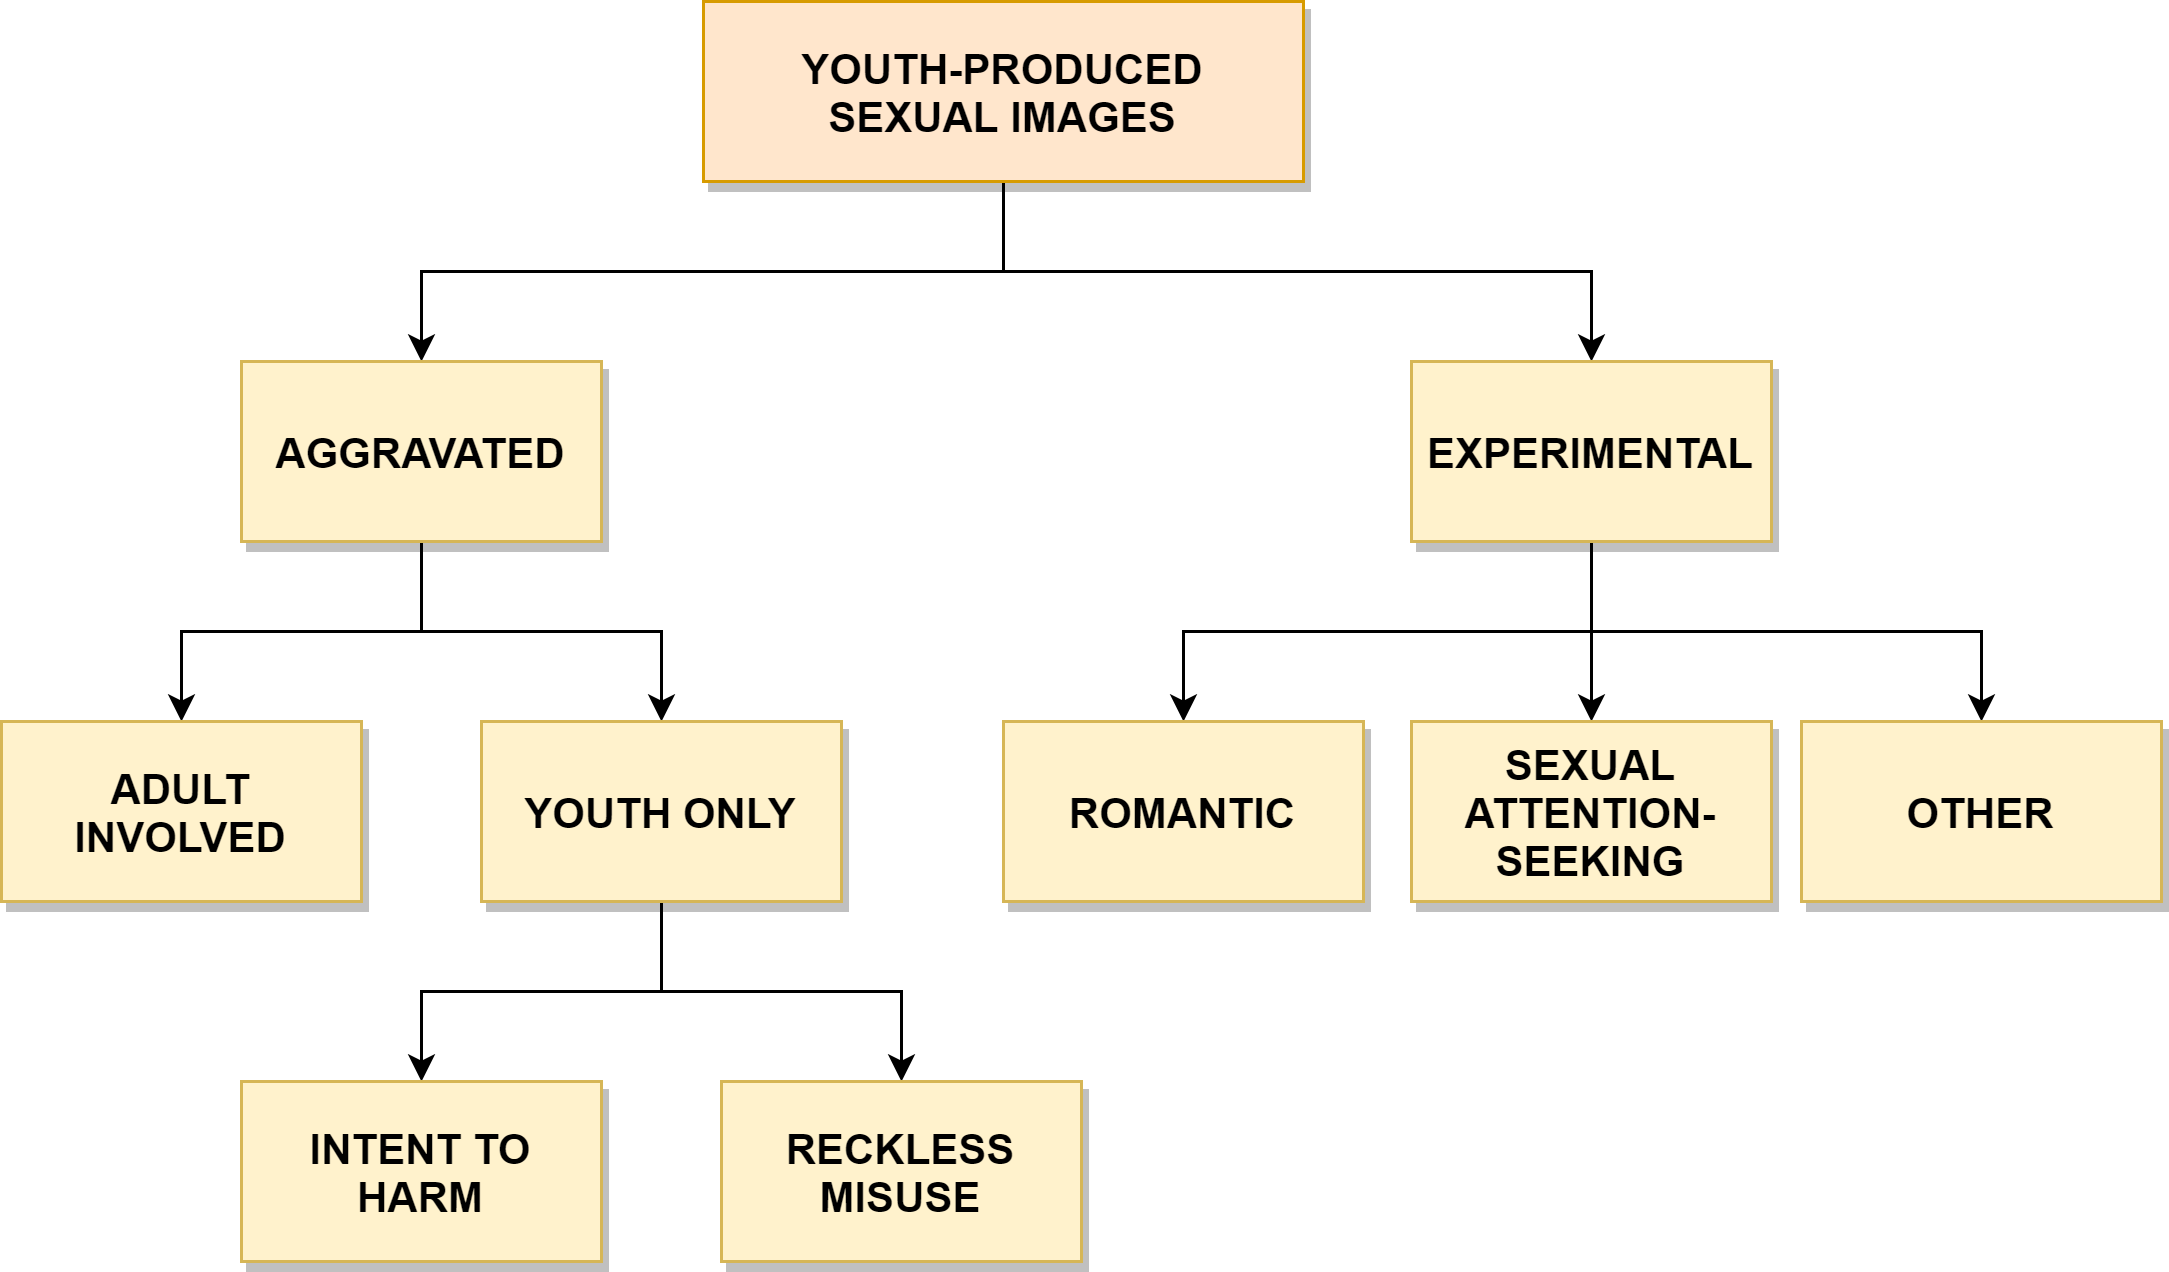 YOUTH-PRODUCED
SEXUAL IMAGES
AGGRAVATED
EXPERIMENTAL
ADULT
INVOLVED
YOUTH ONLY
ROMANTIC
SEXUAL
ATTENTION-
SEEKING
OTHER
INTENT TO
HARM
RECKLESS
MISUSE